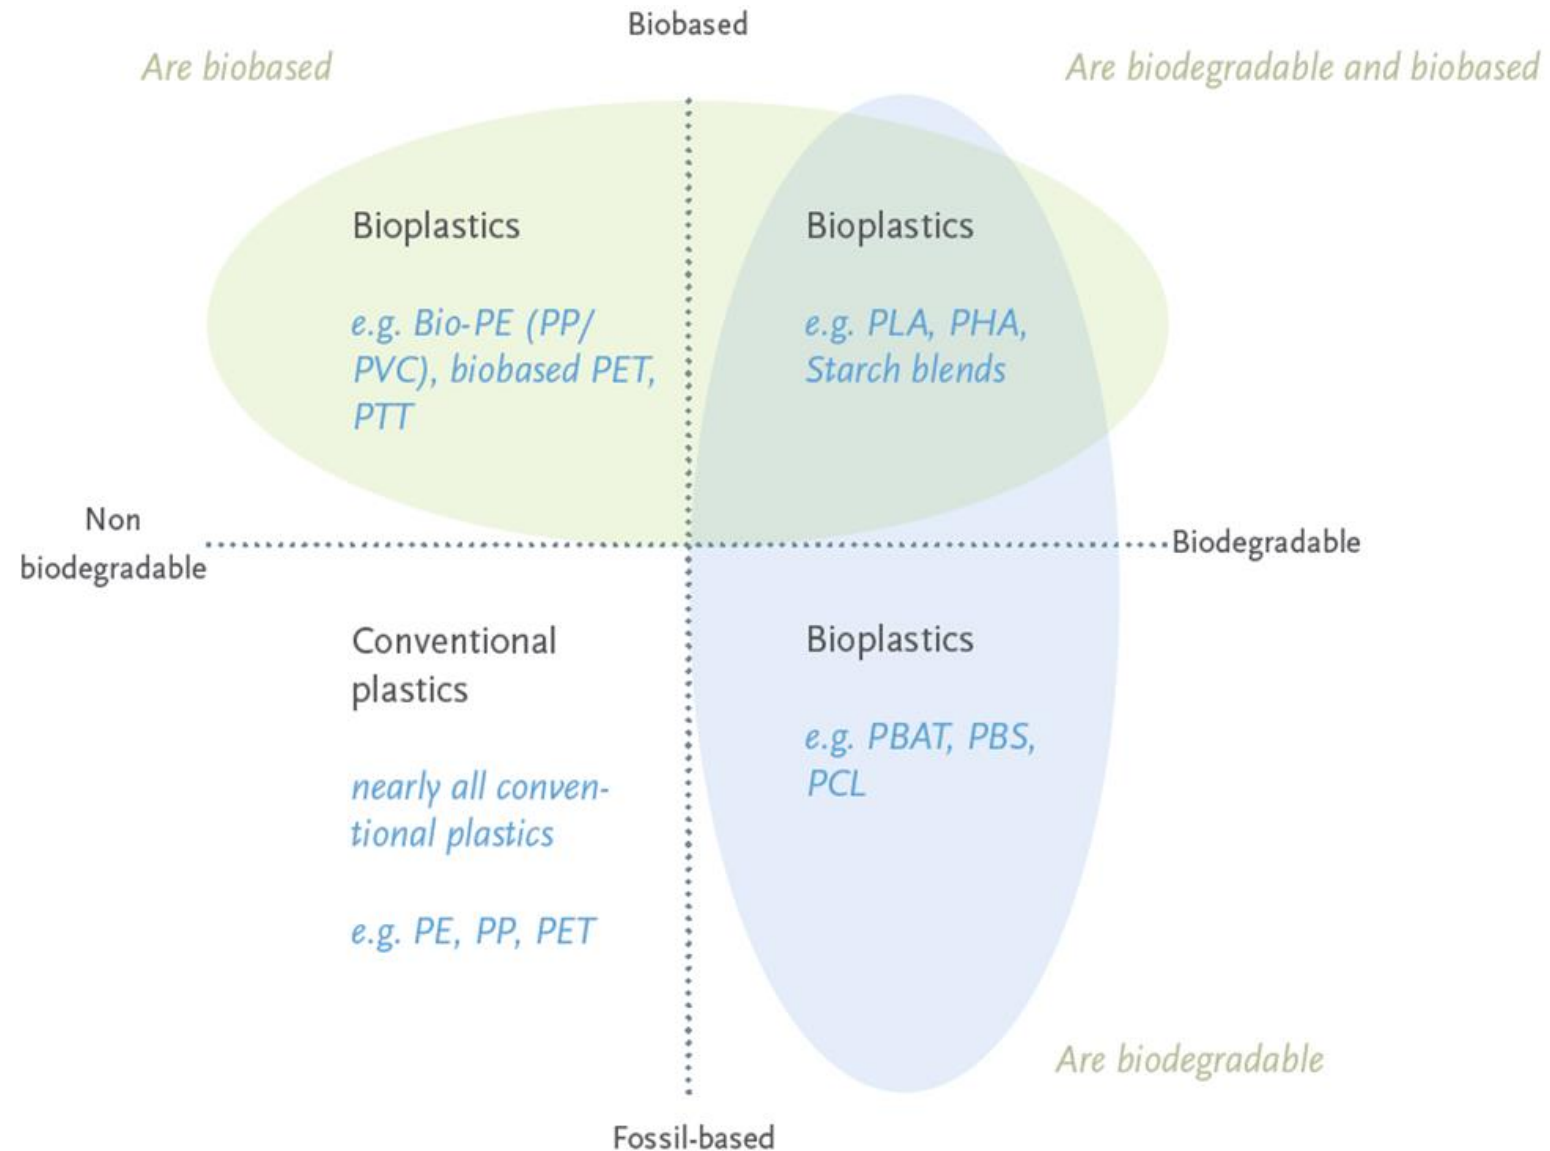 Biobased
Are biobased
Are biodegradable and biobased
Bioplastics
e.g. Bio-PE (PP/
PVC), biobased PET,
PTT
Bioplastics
e.g. PLA, PHA,
Starch blends
Non
biodegradable
Biodegradable
Conventional
plastics
nearly all conven-
tional plastics
e.g. PE, PP, PET
Bioplastics
e.g. PBAT, PBS,
PCL
Are biodegradable
Fossil-based